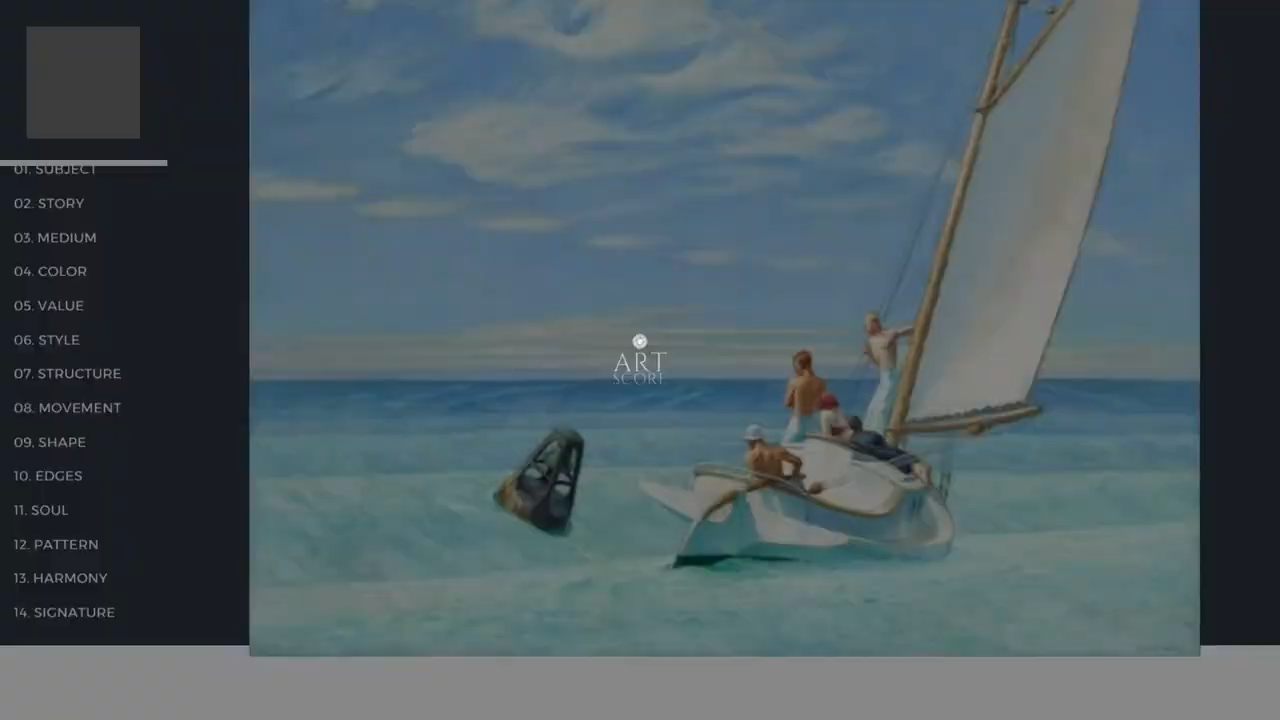 01. SUBJECT
02. STORY
03. MEDIUM
04. COLOR
05. VALUE
06. STYLE
07. STRUCTURE
08. MOVEMENT
09. SHAPE
10. EDGES
11. SOUL
12. PATTERN
13. HARMONY
14. SIGNATURE
ART
SCORE